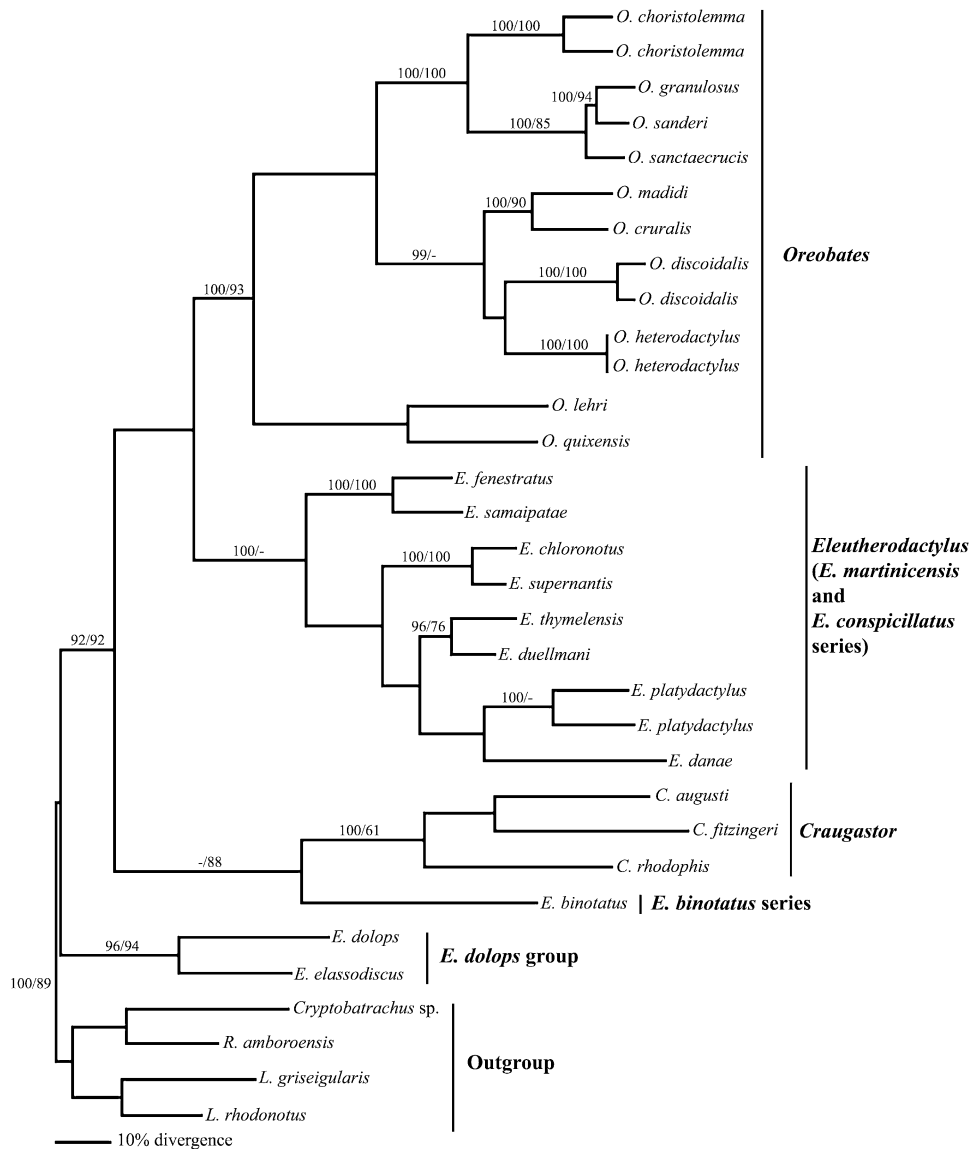 O. choristolemma
100/100
O. choristolemma
100/100
O. granulosus
100/94
O. sanderi
100/85
O. sanctaecrucis
O. madidi
100/90
O. cruralis
99/-
O. discoidalis
100/100
O. discoidalis
O. heterodactylus
100/100
O. heterodactylus
Oreobates
100/93
O. lehri
O. quixensis
E. fenestratus
100/100
E. samaipatae
100/-
E. chloronotus
100/100
E. supernantis
E. thymelensis
96/76
E. duellmani
E. platydactylus
100/-
E. platydactylus
E. danae
Eleutherodactylus
(E. martinicensis
and
E. conspicillatus
series)
92/92
C. augusti
C. fitzingeri
100/61
C. rhodophis
Craugastor
-/88
E. binotatus
E. binotatus series
E. dolops
96/94
E. elassodiscus
E. dolops group
100/89
Cryptobatrachus sp.
R. amboroensis
L. griseigularis
L. rhodonotus
Outgroup
10% divergence